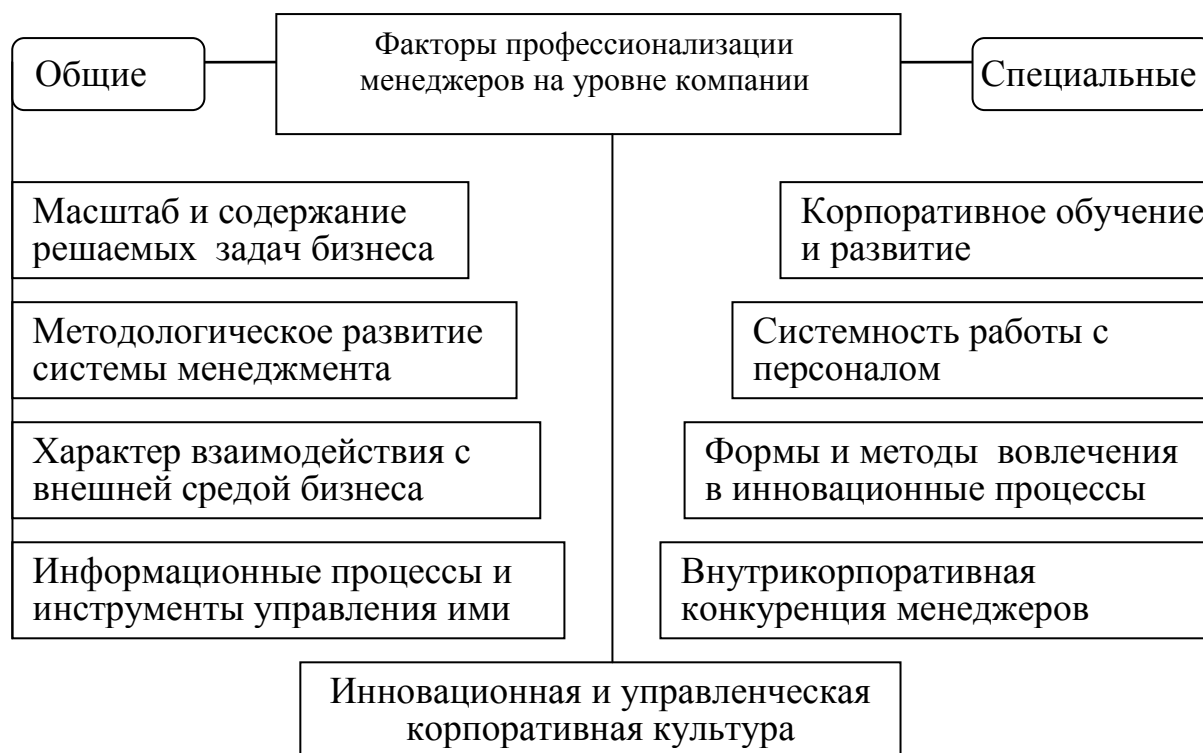 Факторы профессионализации
менеджеров на уровне компании
Общие
Специальные
Масштаб и содержание
решаемых задач бизнеса
Корпоративное обучение
и развитие
Методологическое развитие
системы менеджмента
Системность работы с
персоналом
Характер взаимодействия с
внешней средой бизнеса
Формы и методы вовлечения
в инновационные процессы
Информационные процессы и
инструменты управления ими
Внутрикорпоративная
конкуренция менеджеров
Инновационная и управленческая
корпоративная культура